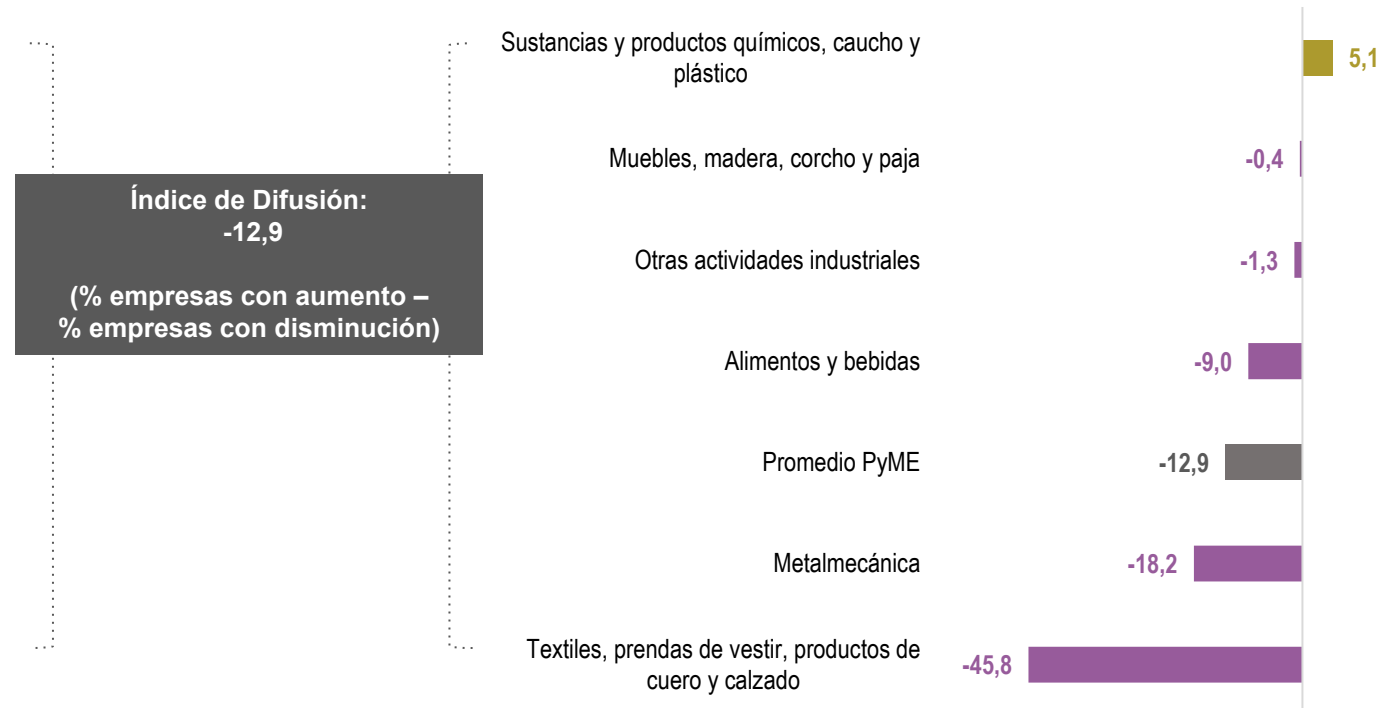 Índice de Difusión:
-12,9
(% empresas con aumento –
% empresas con disminución)
Sustancias y productos químicos, caucho y
plástico
5,1
Muebles, madera, corcho y paja
-0,4
Otras actividades industriales
-1,3
Alimentos y bebidas
-9,0
Promedio PyME
-12,9
Metalmecánica
-18,2
Textiles, prendas de vestir, productos de
cuero y calzado
-45,8